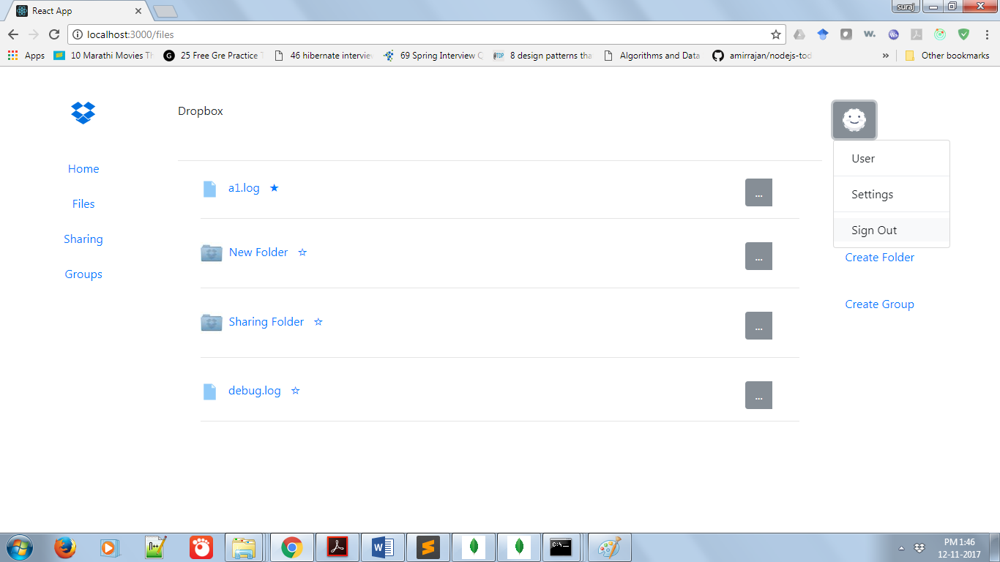 React App
suraj
localhost:3000/files
Apps
10 Marathi Movies Th
25 Free Gre Practice T
46 hibernate interview
69 Spring Interview Q
8 design patterns tha
Algorithms and Data
amirrajan/nodejs-tod
»
Other bookmarks
Dropbox
User
Settings
Sign Out
Home
Files
Sharing
Groups
a1.log ★
...
New Folder ☆
...
Sharing Folder ☆
...
debug.log ☆
...
Create Folder
Create Group
PM 1:46
12-11-2017